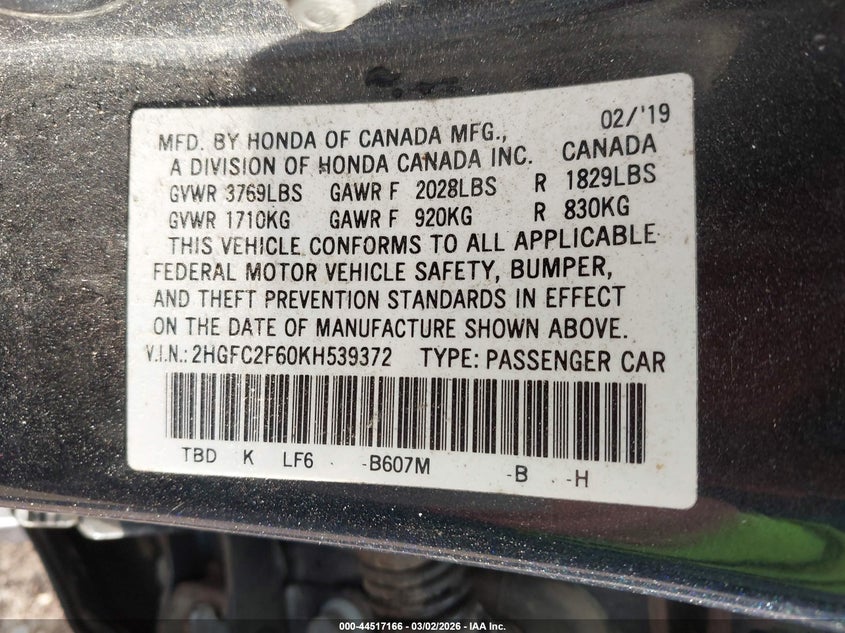 02/'19
MFD. BY HONDA OF CANADA MFG.,
A DIVISION OF HONDA CANADA INC. CANADA
GVWR 3769LBS GAWR F 2028LBS R 1829LBS
GVWR 1710KG GAWR F 920KG R 830KG
THIS VEHICLE CONFORMS TO ALL APPLICABLE
FEDERAL MOTOR VEHICLE SAFETY, BUMPER,
AND THEFT PREVENTION STANDARDS IN EFFECT
ON THE DATE OF MANUFACTURE SHOWN ABOVE.
V.I.N.: 2HGFC2F60KH539372 TYPE: PASSENGER CAR
TBD K LF6 -B607M -B -H
000-44517166 - 03/02/2026 - IAA Inc.